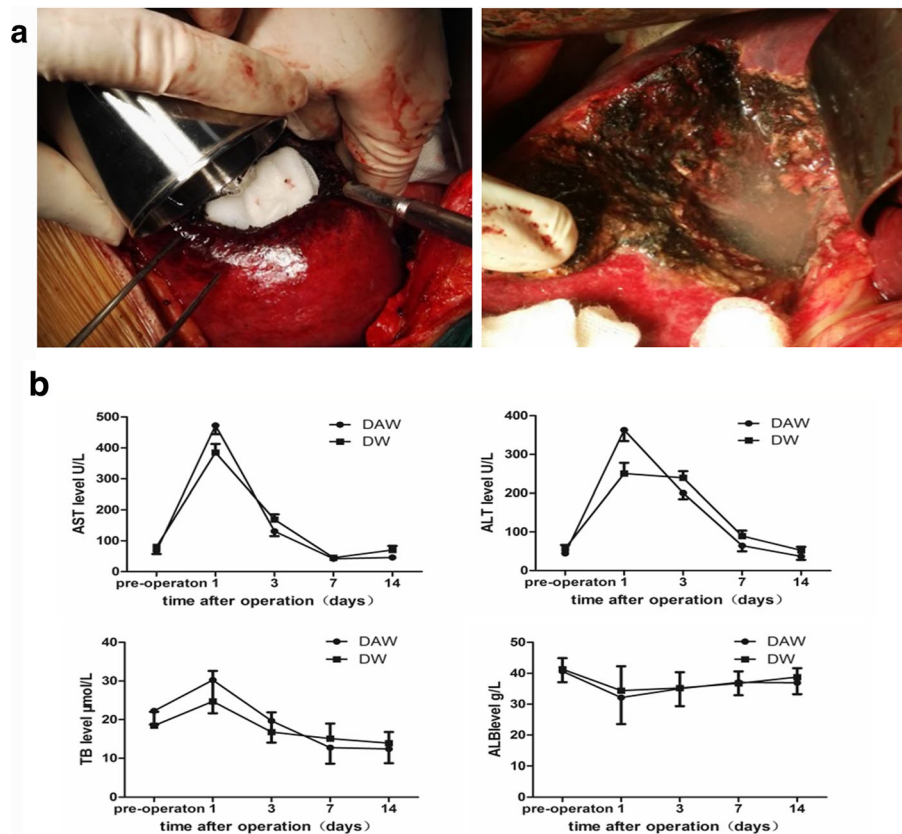 a
b
500
400
300
200
100
0
AST level U/L
DAW
DW
pre-operaton 1 3 7 14
time after operation（days）
400
300
200
100
0
ALT level U/L
DAW
DW
pre-operaton 1 3 7 14
time after operation（days）
40
30
20
10
0
TB level µmol/L
DAW
DW
pre-operaton 1 3 7 14
time after operation（days）
50
40
30
20
10
0
ALBlevel g/L
DAW
DW
pre-operaton 1 3 7 14
time after operation（days）